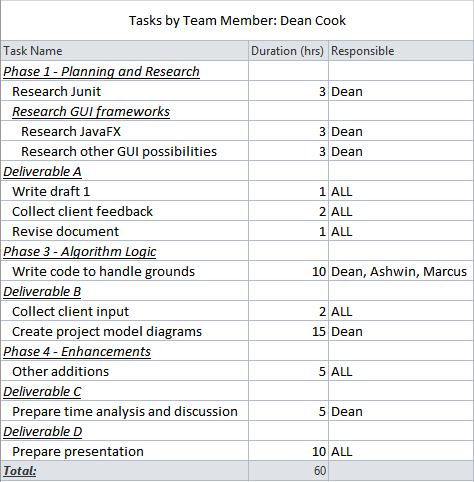 Tasks by Team Member: Dean Cook
Task Name Duration (hrs) Responsible
Phase 1 - Planning and Research
Research Junit 3 Dean
Research GUI frameworks
Research JavaFX 3 Dean
Research other GUI possibilities 3 Dean
Deliverable A
Write draft 1 1 ALL
Collect client feedback 2 ALL
Revise document 1 ALL
Phase 3 - Algorithm Logic
Write code to handle grounds 10 Dean, Ashwin, Marcus
Deliverable B
Collect client input 2 ALL
Create project model diagrams 15 Dean
Phase 4 - Enhancements
Other additions 5 ALL
Deliverable C
Prepare time analysis and discussion 5 Dean
Deliverable D
Prepare presentation 10 ALL
Total: 60